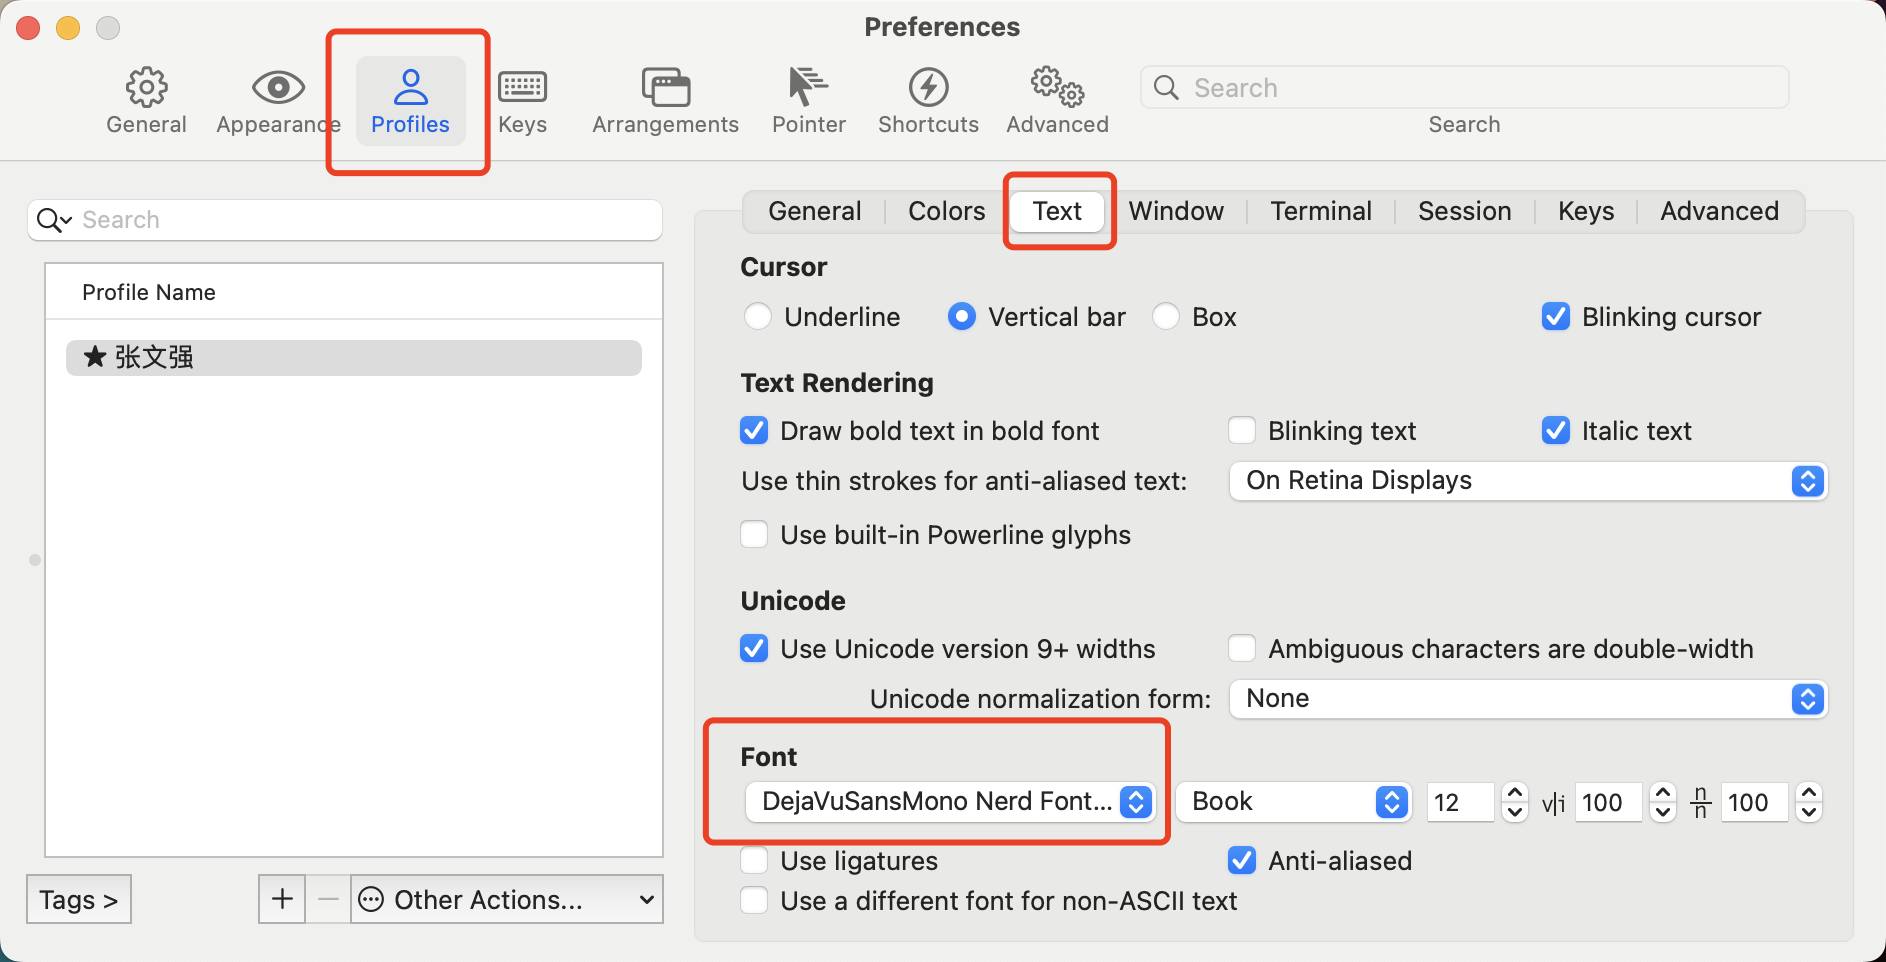 Preferences
General Appearance Profiles Keys Arrangements Pointer Shortcuts Advanced Search
Search
Search
Profile Name
★ 张文强
Tags >
+ − Other Actions...
General Colors Text Window Terminal Session Keys Advanced
Cursor
Underline Vertical bar Box Blinking cursor
Text Rendering
Draw bold text in bold font Blinking text Italic text
Use thin strokes for anti-aliased text: On Retina Displays
Use built-in Powerline glyphs
Unicode
Use Unicode version 9+ widths Ambiguous characters are double-width
Unicode normalization form: None
Font
DejaVuSansMono Nerd Font... Book 12 v|i 100 n/n 100
Use ligatures Anti-aliased
Use a different font for non-ASCII text